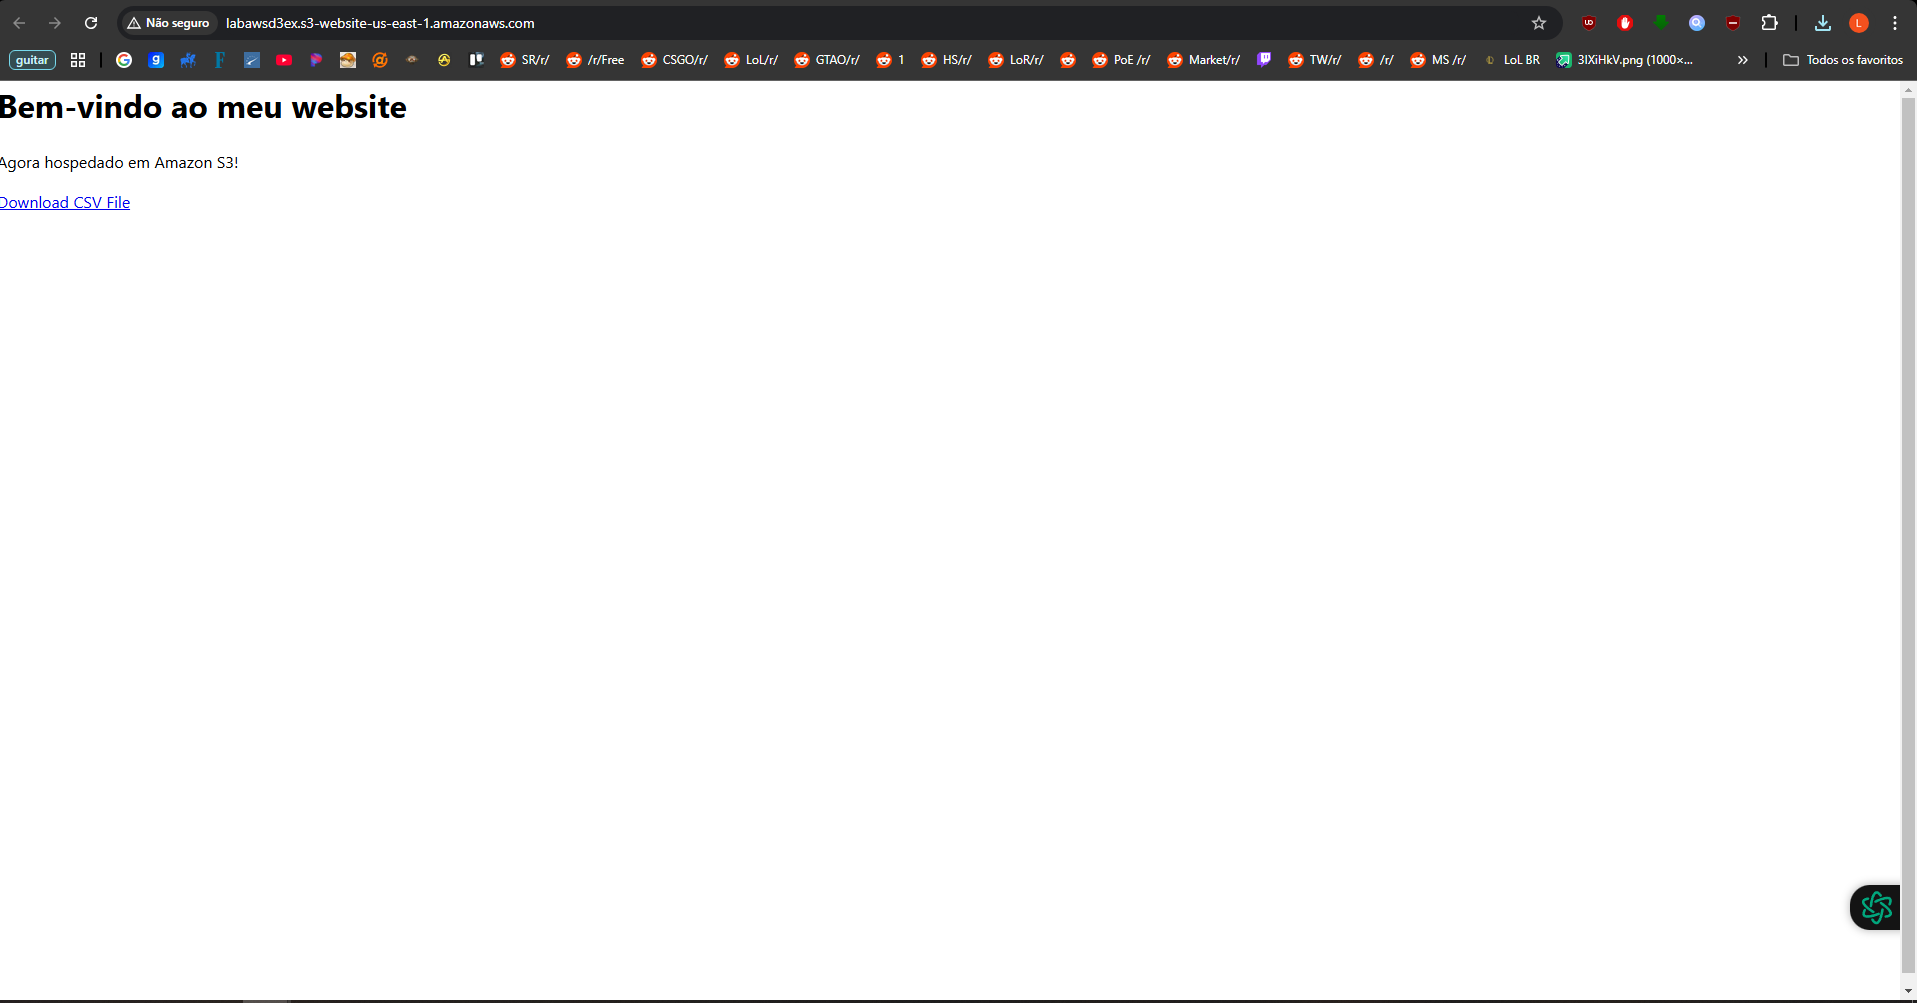 Não seguro labawsd3ex.s3-website-us-east-1.amazonaws.com
guitar SR/r/ /r/Free CSGO/r/ LoL/r/ GTAO/r/ 1 HS/r/ LoR/r/ PoE /r/ Market/r/ TW/r/ /r/ MS /r/ LoL BR 3IXiHkV.png (1000×... » Todos os favoritos
Bem-vindo ao meu website
Agora hospedado em Amazon S3!
Download CSV File